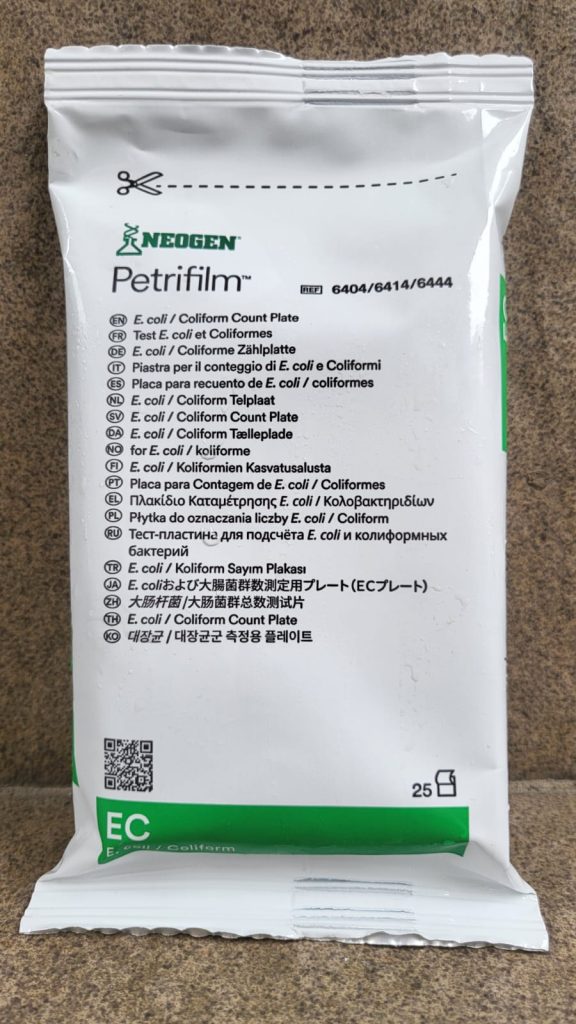 NEOGEN®
Petrifilm™
REF 6404/6414/6444
EN E. coli / Coliform Count Plate
FR Test E. coli et Coliformes
DE E. coli / Coliforme Zählplatte
IT Piastra per il conteggio di E. coli e Coliformi
ES Placa para recuento de E. coli / coliformes
NL E. coli / Coliform Telplaat
SV E. coli / Coliform Count Plate
DA E. coli / Coliform Tælleplade
NO for E. coli / koliforme
FI E. coli / Koliformien Kasvatusalusta
PT Placa para Contagem de E. coli / Coliformes
EL Πλακίδιο Καταμέτρησης E. coli / Κολοβακτηριδίων
PL Płytka do oznaczania liczby E. coli / Coliform
RU Тест-пластина для подсчёта E. coli и колиформных
бактерий
TR E. coli / Koliform Sayım Plakası
JA E. coliおよび大腸菌群数測定用プレート(ECプレート)
ZH 大肠杆菌/大肠菌群总数测试片
TH E. coli / Coliform Count Plate
KO 대장균 / 대장균군 측정용 플레이트
25
EC
E. coli / Coliform